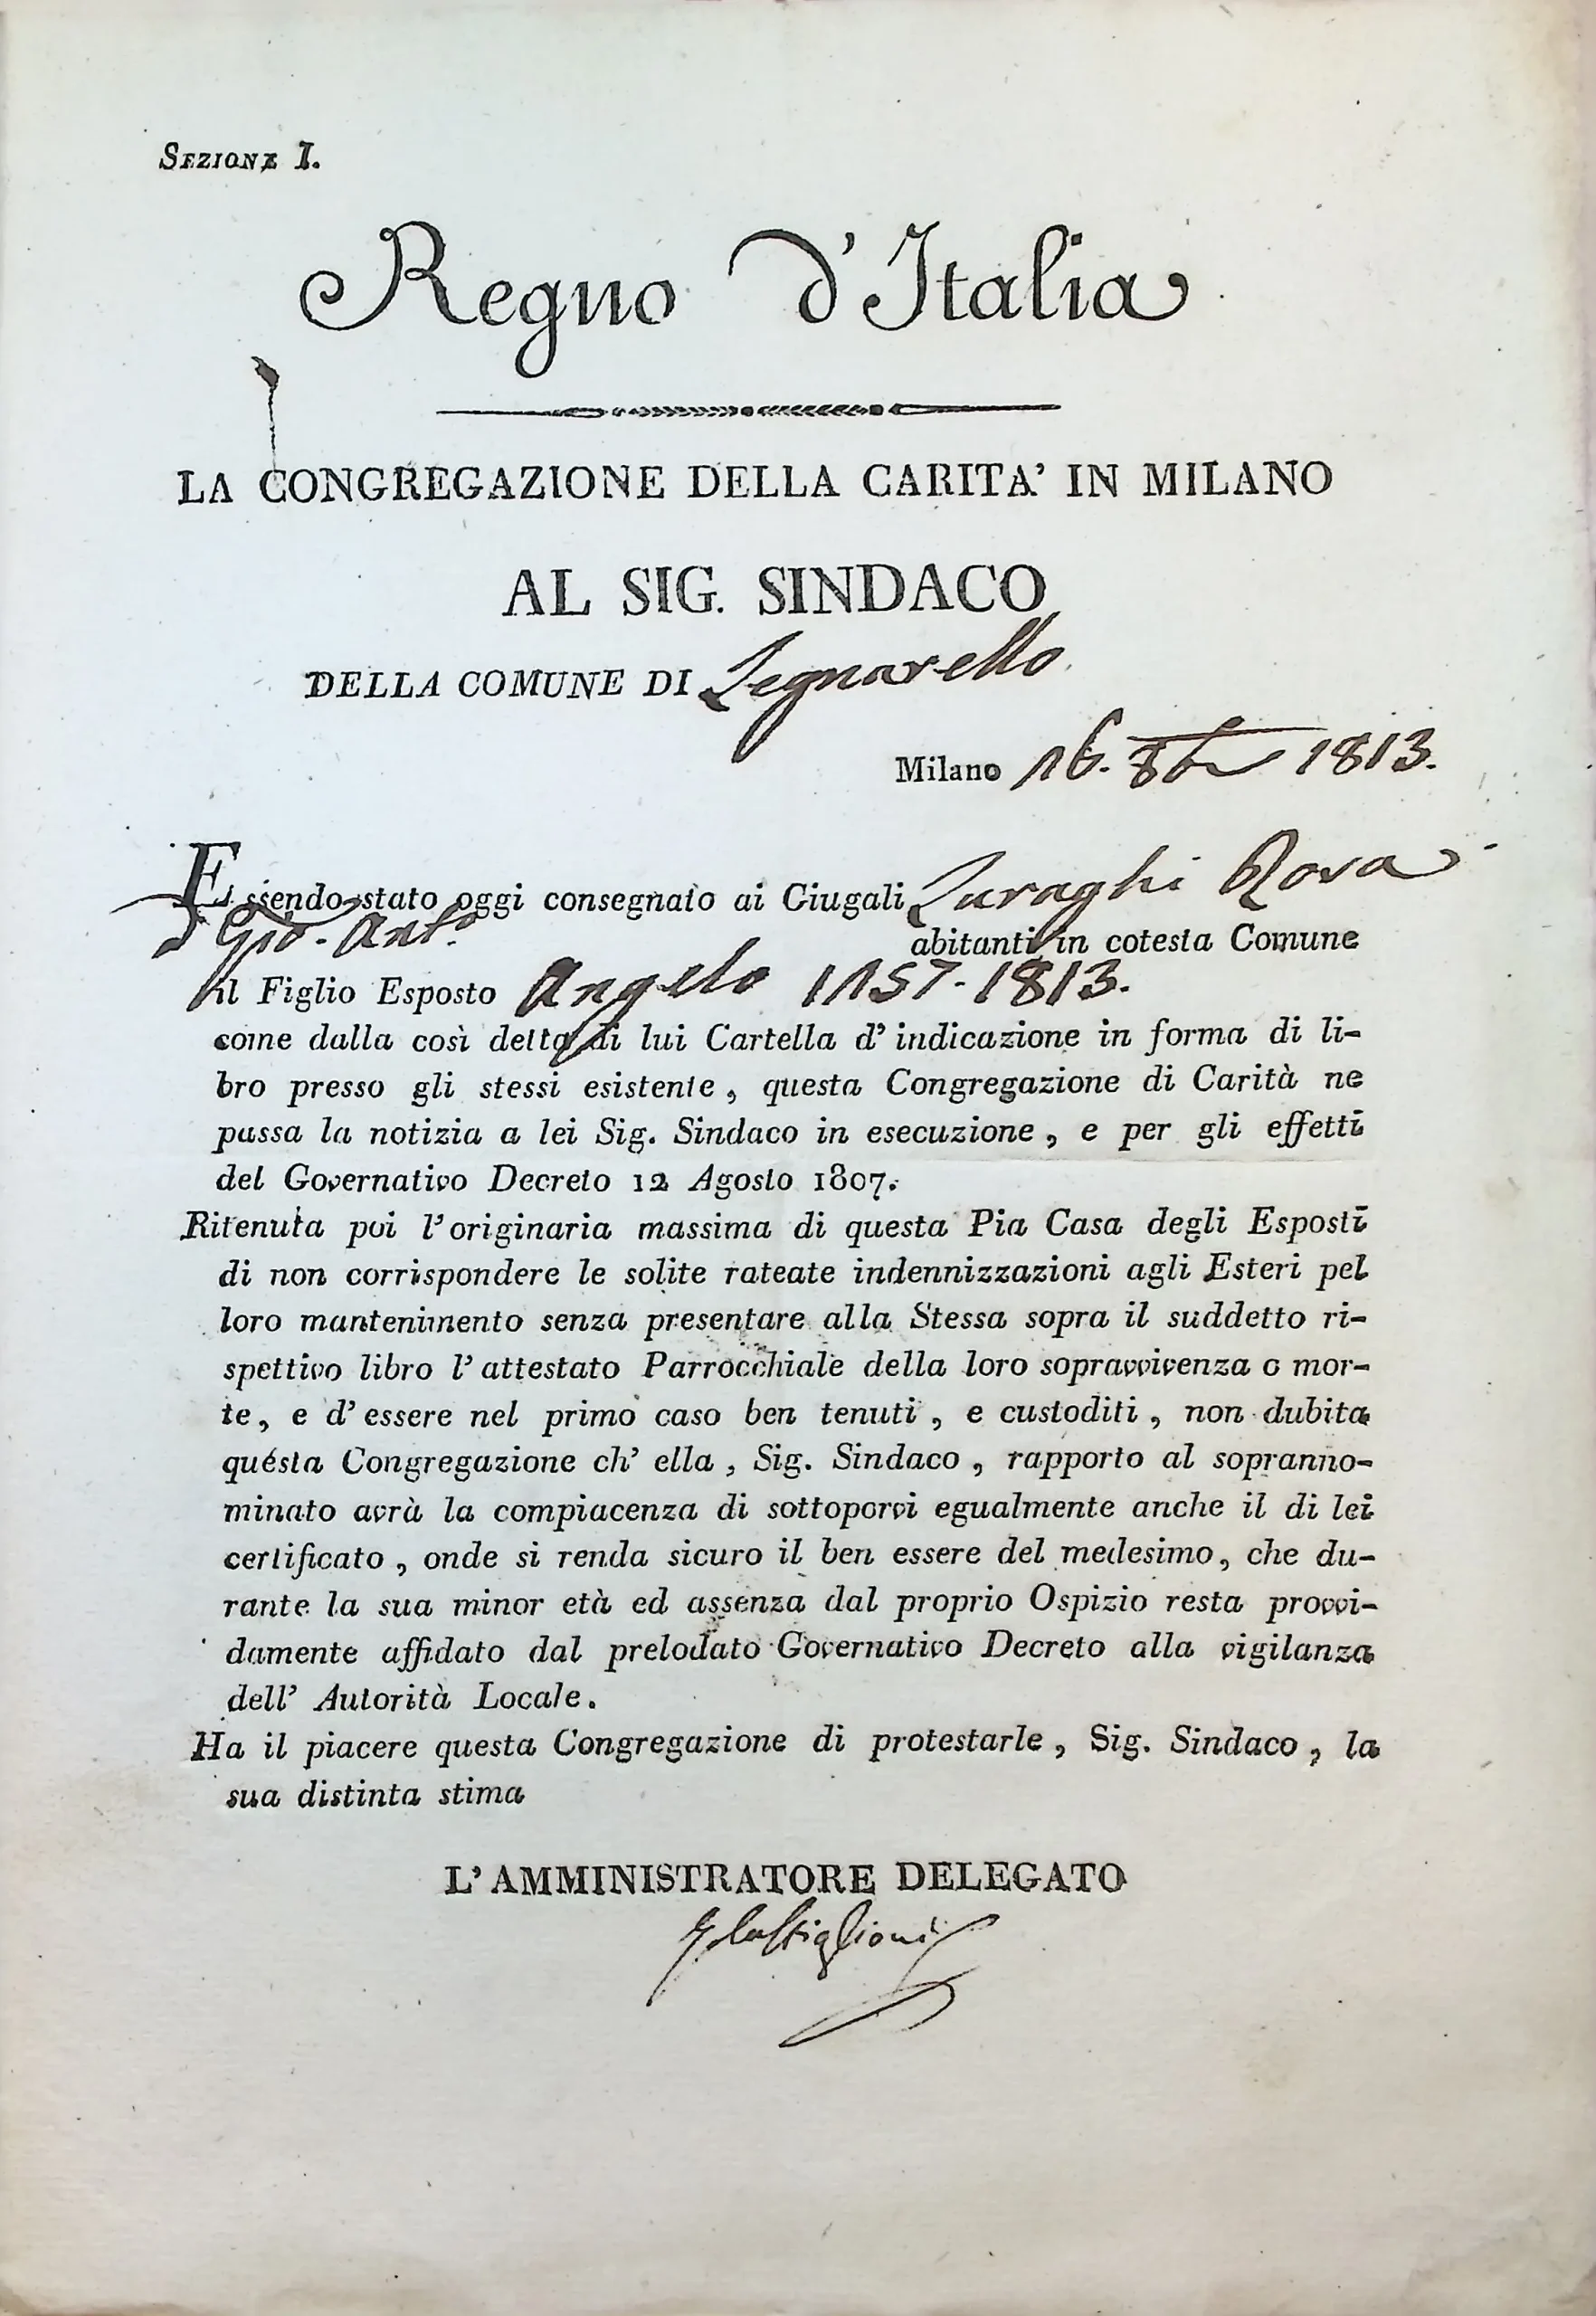 SEZIONE I.
Regno d'Italia
LA CONGREGAZIONE DELLA CARITA' IN MILANO
AL SIG. SINDACO
DELLA COMUNE DI Legnarello
Milano 16. 8bre 1813.
Essendo stato oggi consegnato ai Giugali Luraghi Rosa
e Gio. Anto. abitanti in cotesta Comune
il Figlio Esposto Angelo 1157-1813.
come dalla così detta di lui Cartella d' indicazione in forma di li-
bro presso gli stessi esistente, questa Congregazione di Carità ne
passa la notizia a lei Sig. Sindaco in esecuzione, e per gli effetti
del Governativo Decreto 12 Agosto 1807.
Ritenuta poi l'originaria massima di questa Pia Casa degli Esposti
di non corrispondere le solite rateate indennizzazioni agli Esteri pel
loro mantenimento senza presentare alla Stessa sopra il suddetto ri-
spettivo libro l' attestato Parrocchiale della loro sopravvivenza o mor-
te, e d' essere nel primo caso ben tenuti, e custoditi, non dubita
questa Congregazione ch' ella, Sig. Sindaco, rapporto al sopranno-
minato avrà la compiacenza di sottoporvi egualmente anche il di lei
certificato, onde si renda sicuro il ben essere del medesimo, che du-
rante la sua minor età ed assenza dal proprio Ospizio resta provvi-
damente affidato dal prelodato Governativo Decreto alla vigilanza
dell' Autorità Locale.
Ha il piacere questa Congregazione di protestarle, Sig. Sindaco, la
sua distinta stima
L' AMMINISTRATORE DELEGATO
Castiglioni